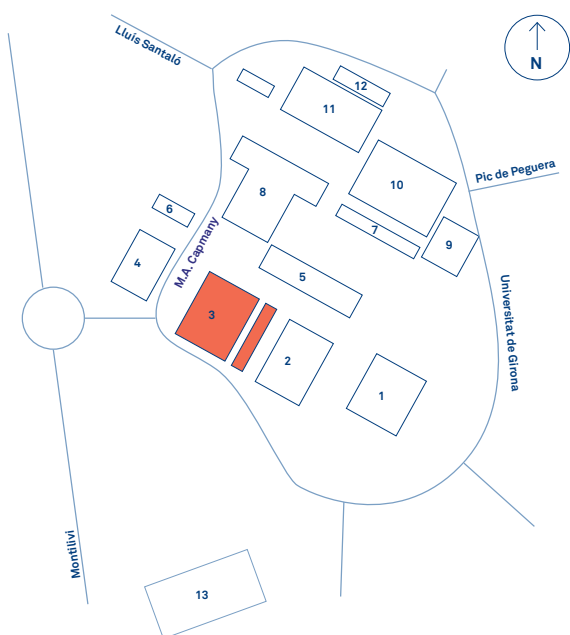 Lluís Santaló
N
12
11
Pic de Peguera
10
8
6
7
9
M.A. Capmany
4
5
Universitat de Girona
3
2
1
Montilivi
13